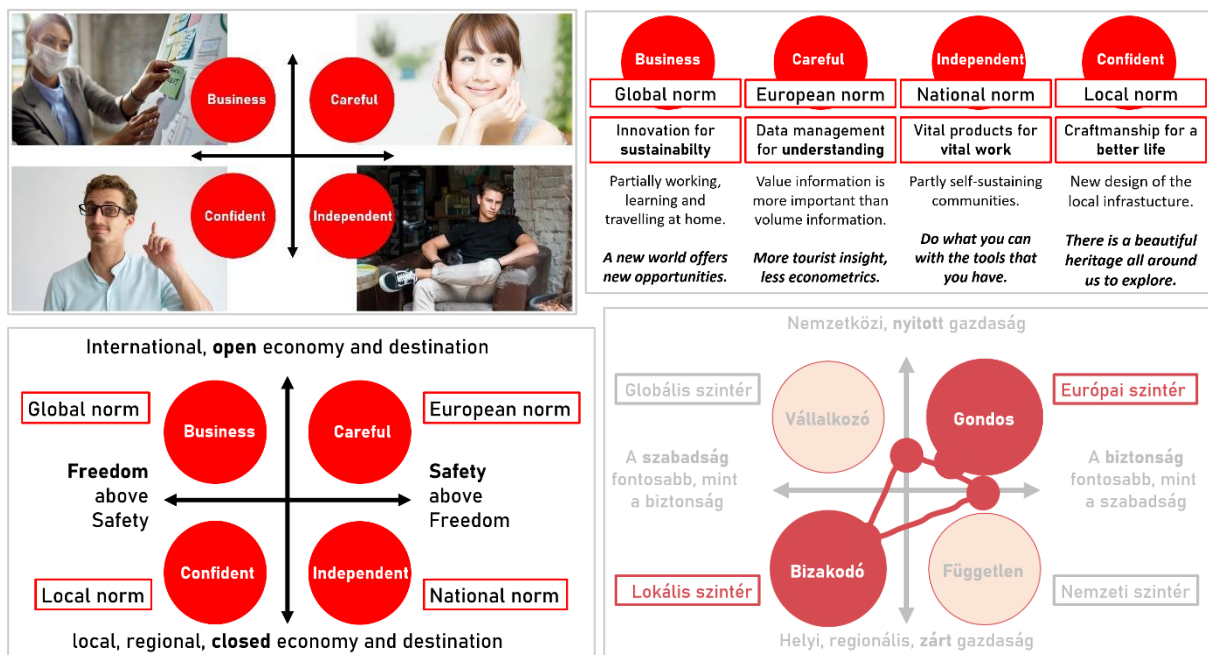 Business
Careful
Confident
Independent
Business
Careful
Independent
Confident
Global norm
European norm
National norm
Local norm
Innovation for
sustainabilty
Data management
for understanding
Vital products for
vital work
Craftmanship for a
better life
Partially working,
learning and
travelling at home.
Value information is
more important than
volume information.
Partly self-sustaining
communities.
New design of the
local infrastucture.
A new world offers
new opportunities.
More tourist insight,
less econometrics.
Do what you can
with the tools that
you have.
There is a beautiful
heritage all around
us to explore.
International, open economy and destination
Global norm
Business
Careful
European norm
Freedom
above
Safety
Safety
above
Freedom
Confident
Independent
Local norm
National norm
local, regional, closed economy and destination
Nemzetközi, nyitott gazdaság
Globális szintér
Vállalkozó
Gondos
Európai szintér
A szabadság
fontosabb, mint
a biztonság
A biztonság
fontosabb, mint
a szabadság
Bizakodó
Független
Lokális szintér
Nemzeti szintér
Helyi, regionális, zárt gazdaság